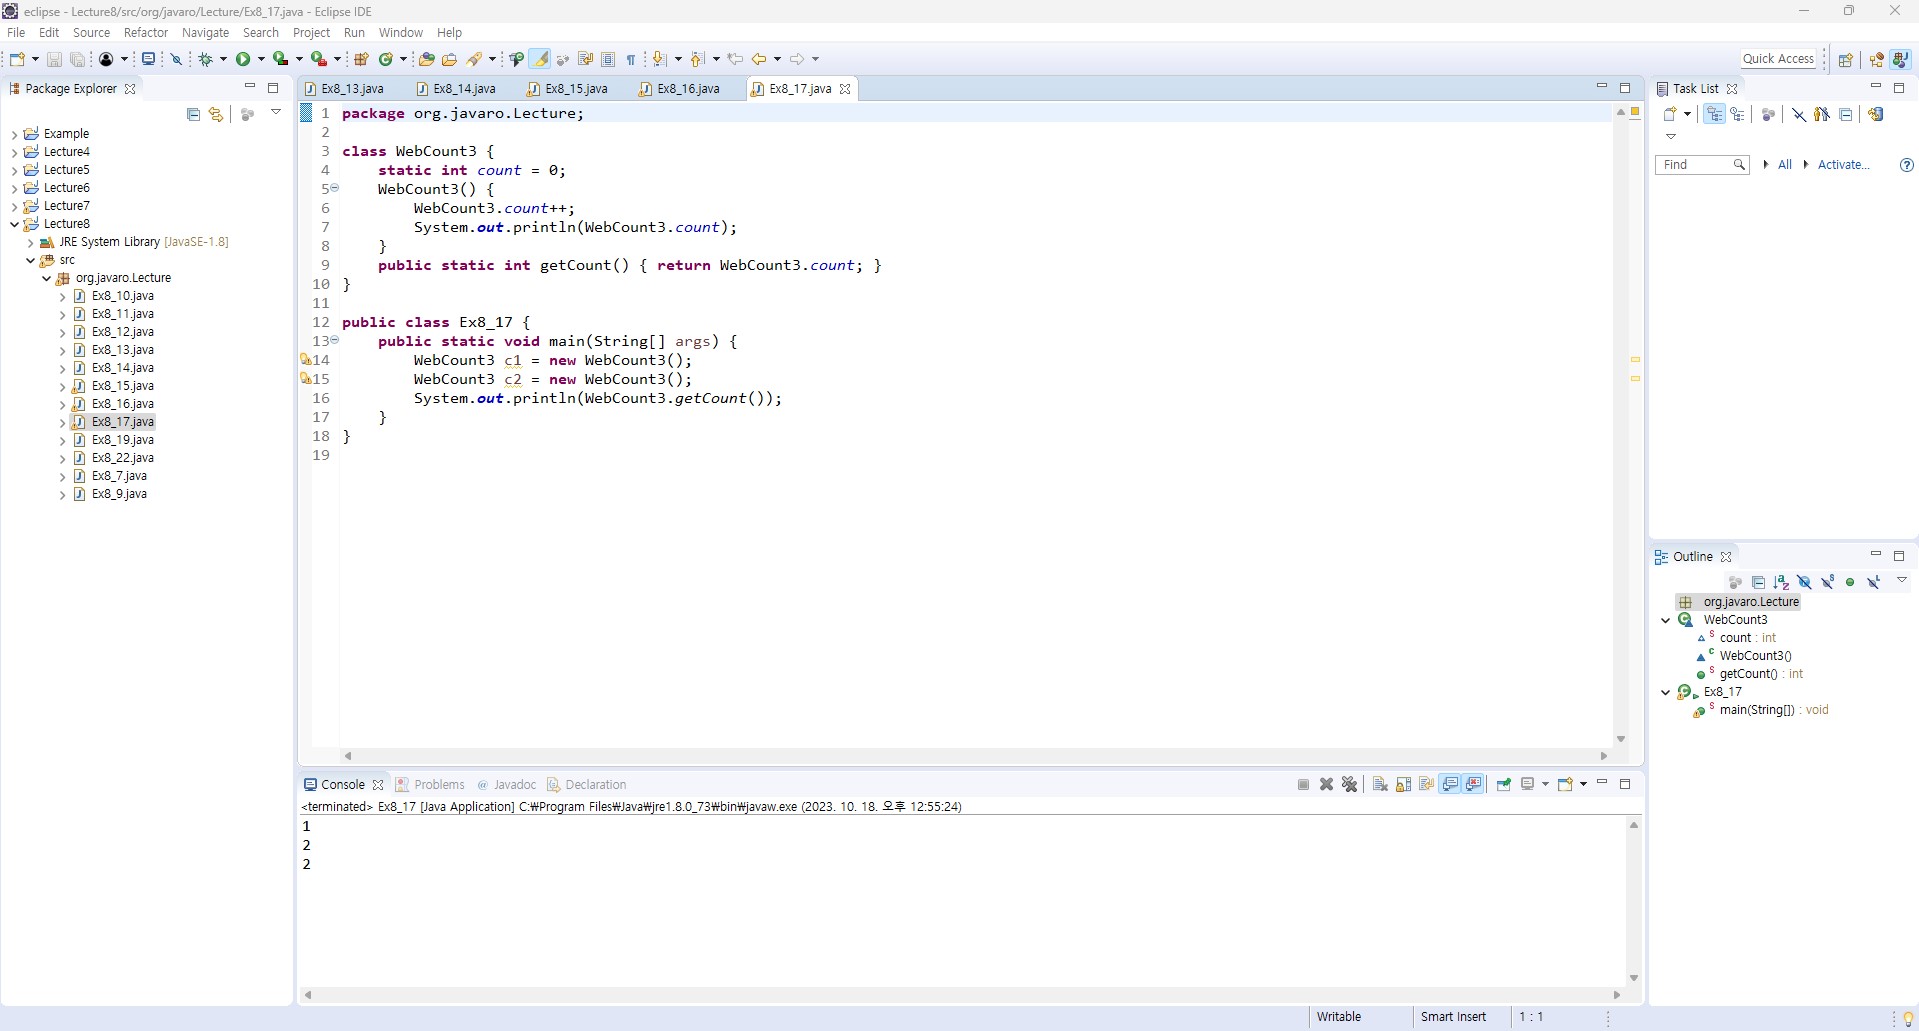 eclipse - Lecture8/src/org/javaro/Lecture/Ex8_17.java - Eclipse IDE
File Edit Source Refactor Navigate Search Project Run Window Help
Quick Access
Package Explorer
Example
Lecture4
Lecture5
Lecture6
Lecture7
Lecture8
JRE System Library [JavaSE-1.8]
src
org.javaro.Lecture
Ex8_10.java
Ex8_11.java
Ex8_12.java
Ex8_13.java
Ex8_14.java
Ex8_15.java
Ex8_16.java
Ex8_17.java
Ex8_19.java
Ex8_22.java
Ex8_7.java
Ex8_9.java
Ex8_13.java Ex8_14.java Ex8_15.java Ex8_16.java Ex8_17.java
1 package org.javaro.Lecture;
2
3 class WebCount3 {
4     static int count = 0;
5     WebCount3() {
6         WebCount3.count++;
7         System.out.println(WebCount3.count);
8     }
9     public static int getCount() { return WebCount3.count; }
10 }
11
12 public class Ex8_17 {
13     public static void main(String[] args) {
14         WebCount3 c1 = new WebCount3();
15         WebCount3 c2 = new WebCount3();
16         System.out.println(WebCount3.getCount());
17     }
18 }
19
Console Problems @ Javadoc Declaration
<terminated> Ex8_17 [Java Application] C:₩Program Files₩Java₩jre1.8.0_73₩bin₩javaw.exe (2023. 10. 18. 오후 12:55:24)
1
2
2
Task List
Find All Activate...
Outline
org.javaro.Lecture
WebCount3
count : int
WebCount3()
getCount() : int
Ex8_17
main(String[]) : void
Writable Smart Insert 1 : 1